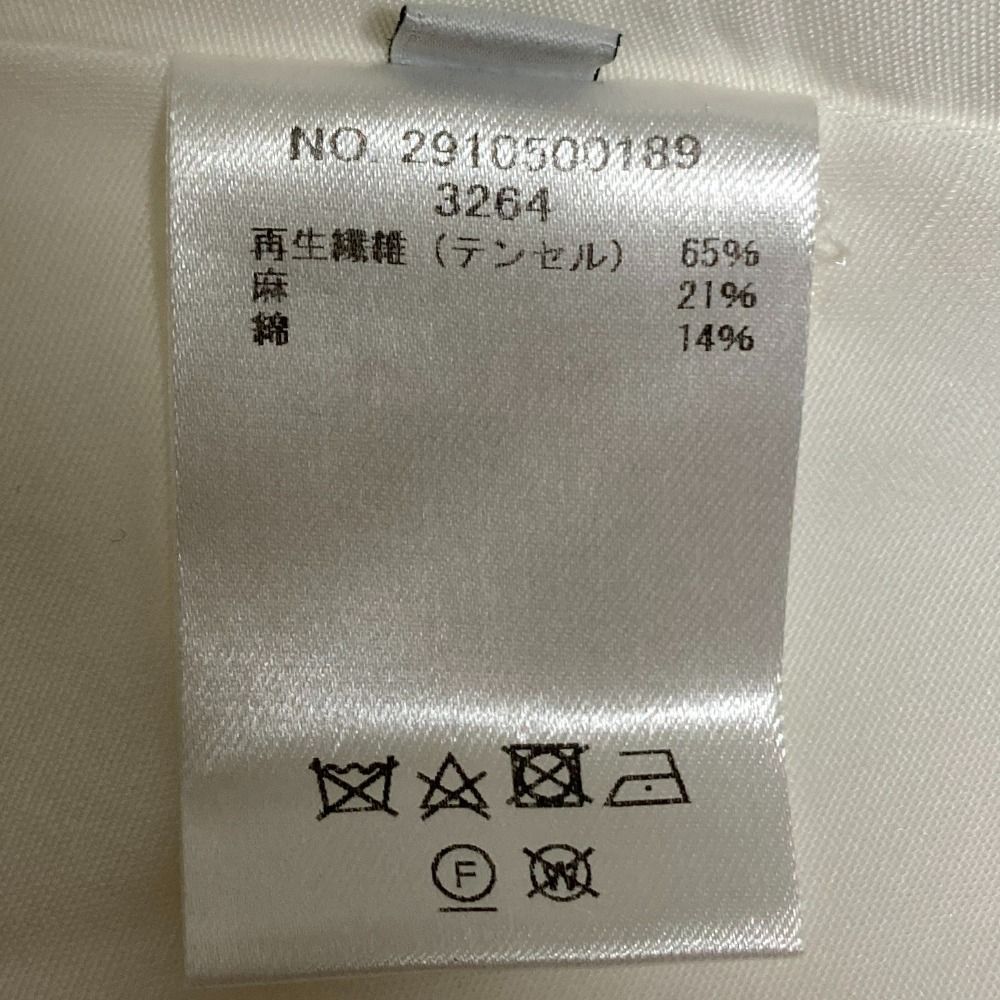 NO. 2910500189
3264
再生繊維（テンセル） 65%
麻 21%
綿 14%
F
W